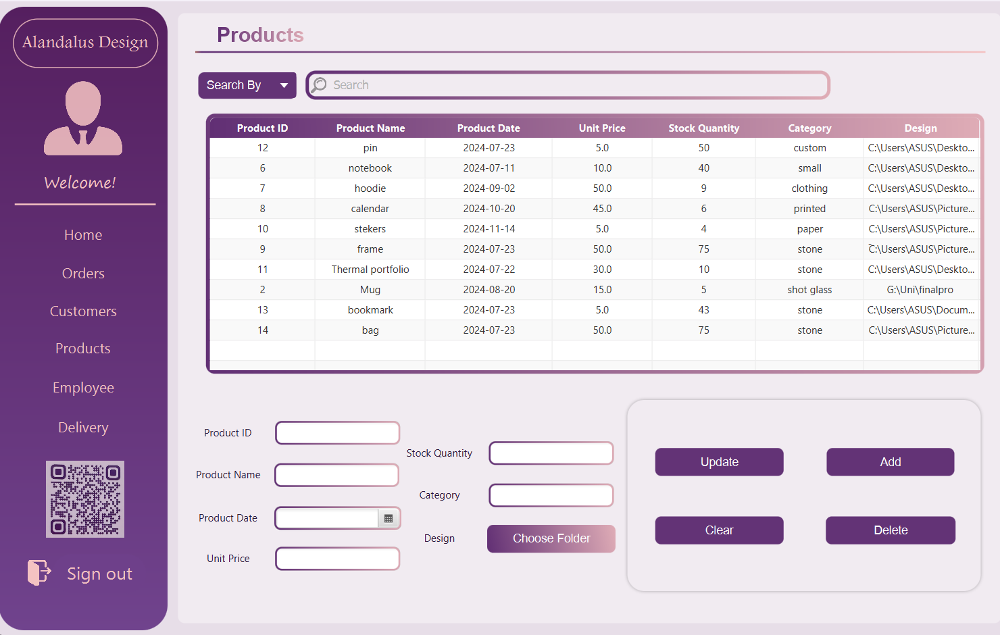 Alandalus Design
Welcome!
Home
Orders
Customers
Products
Employee
Delivery
Sign out
Products
Search By
Search
Product ID Product Name Product Date Unit Price Stock Quantity Category Design
12 pin 2024-07-23 5.0 50 custom C:\Users\ASUS\Deskto...
6 notebook 2024-07-11 10.0 40 small C:\Users\ASUS\Deskto...
7 hoodie 2024-09-02 50.0 9 clothing C:\Users\ASUS\Deskto...
8 calendar 2024-10-20 45.0 6 printed C:\Users\ASUS\Picture...
10 stekers 2024-11-14 5.0 4 paper C:\Users\ASUS\Picture...
9 frame 2024-07-23 50.0 75 stone C:\Users\ASUS\Picture...
11 Thermal portfolio 2024-07-22 30.0 10 stone C:\Users\ASUS\Deskto...
2 Mug 2024-08-20 15.0 5 shot glass G:\Uni\finalpro
13 bookmark 2024-07-23 5.0 43 stone C:\Users\ASUS\Docum...
14 bag 2024-07-23 50.0 75 stone C:\Users\ASUS\Picture...
Product ID
Product Name
Product Date
Unit Price
Stock Quantity
Category
Design
Choose Folder
Update
Add
Clear
Delete